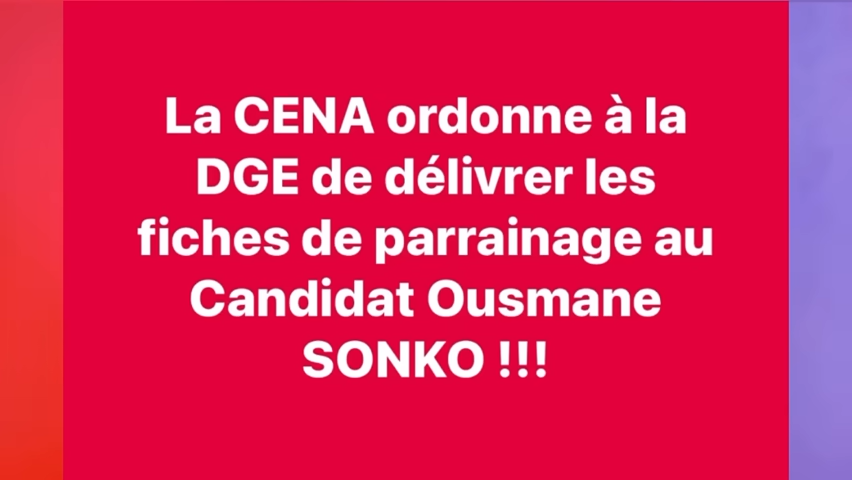 La CENA ordonne à la
DGE de délivrer les
fiches de parrainage au
Candidat Ousmane
SONKO !!!